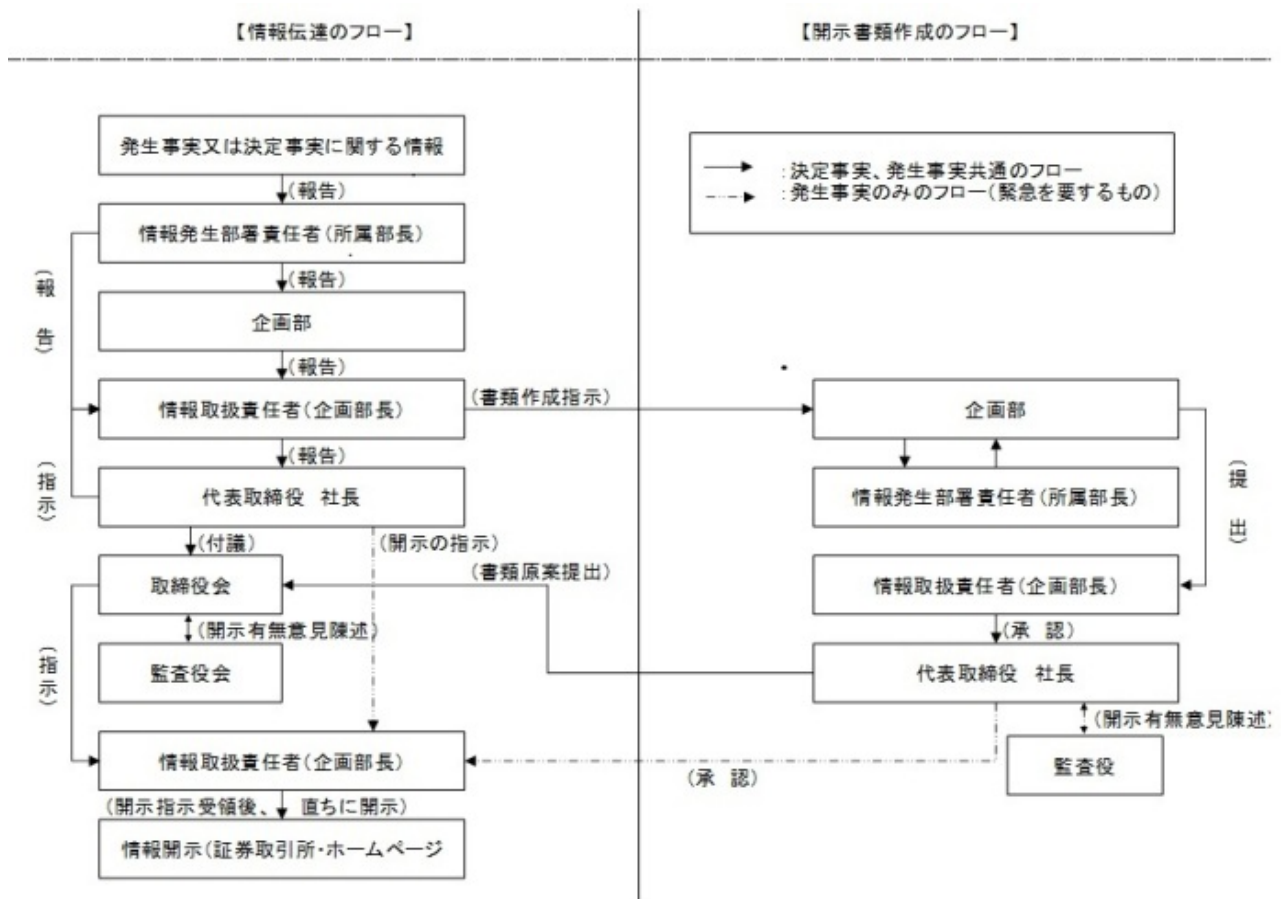 【情報伝達のフロー】
【開示書類作成のフロー】
発生事実又は決定事実に関する情報
(報告)
情報発生部署責任者(所属部長)
(報告)
企画部
(報告)
情報取扱責任者(企画部長)
(報告)
代表取締役 社長
(報告)
(指示)
(付議)
(開示の指示)
取締役会
(開示有無意見陳述)
監査役会
(指示)
情報取扱責任者(企画部長)
(開示指示受領後、 直ちに開示)
情報開示(証券取引所・ホームページ
:決定事実、発生事実共通のフロー
:発生事実のみのフロー(緊急を要するもの)
(書類作成指示)
企画部
情報発生部署責任者(所属部長)
(提出)
情報取扱責任者(企画部長)
(承 認)
代表取締役 社長
(書類原案提出)
(開示有無意見陳述)
監査役
(承 認)